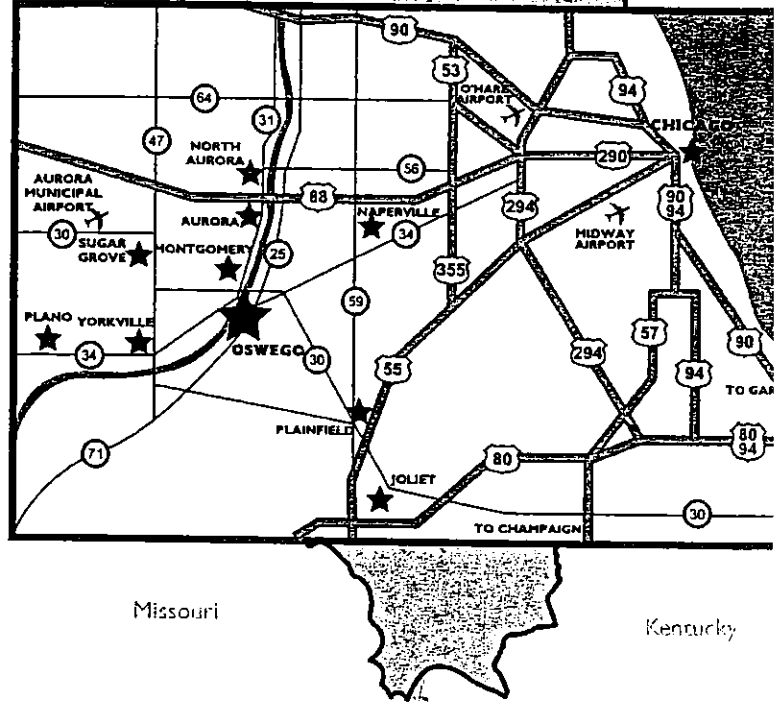 90
53
O'HARE
AIRPORT
94
64
31
CHICAGO
47
NORTH
AURORA
56
290
AURORA
MUNICIPAL
AIRPORT
88
NAPERVILLE
294
90
94
AURORA
30
SUGAR
GROVE
MONTGOMERY
34
MIDWAY
AIRPORT
25
355
59
PLANO
YORKVILLE
57
34
OSWEGO
30
294
90
55
94
TO GAR
PLAINFIELD
71
80
80
94
JOLIET
30
TO CHAMPAIGN
Missouri
Kentucky